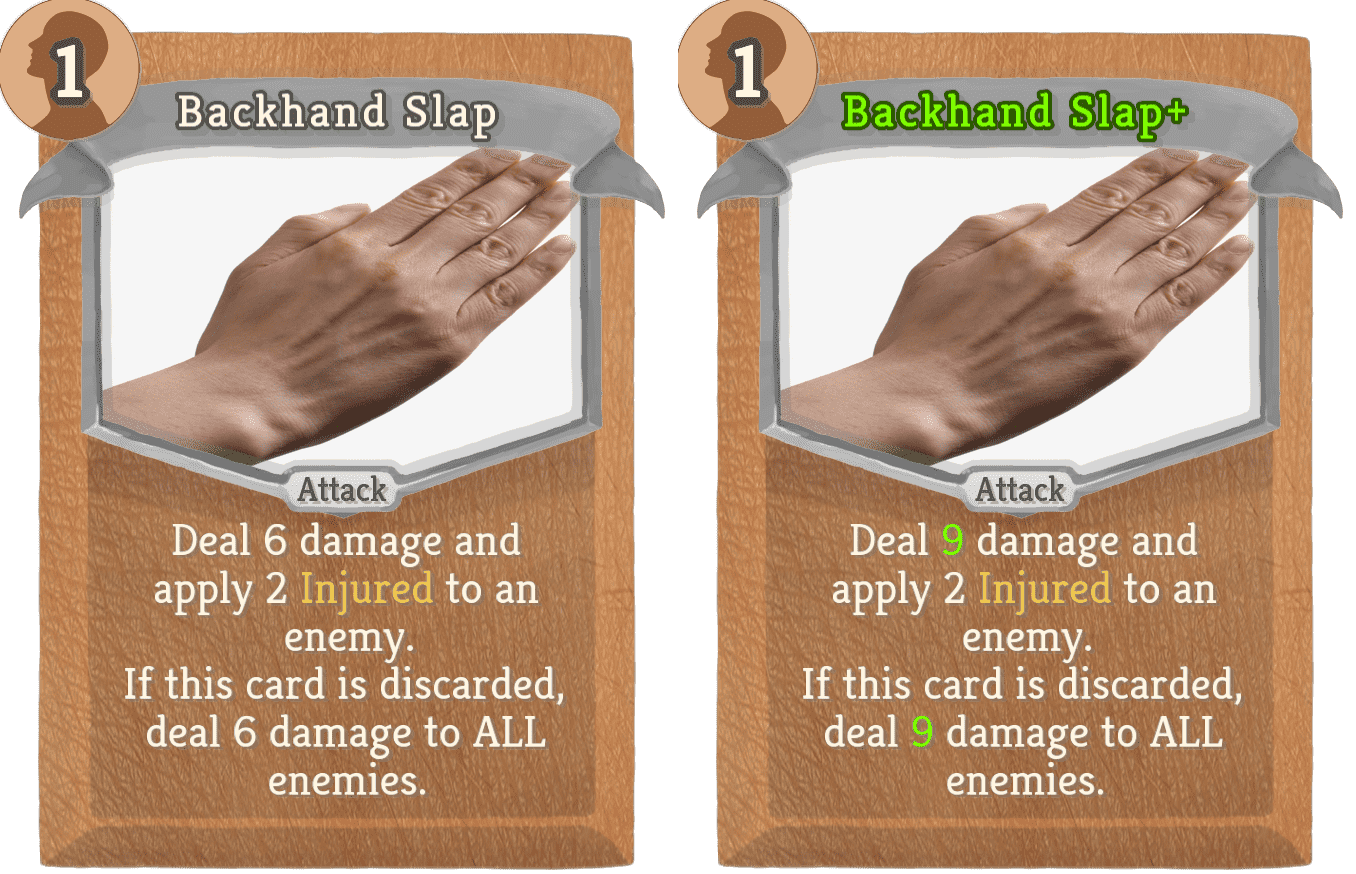 1
Backhand Slap
Attack
Deal 6 damage and
apply 2 Injured to an
enemy.
If this card is discarded,
deal 6 damage to ALL
enemies.
1
Backhand Slap+
Attack
Deal 9 damage and
apply 2 Injured to an
enemy.
If this card is discarded,
deal 9 damage to ALL
enemies.